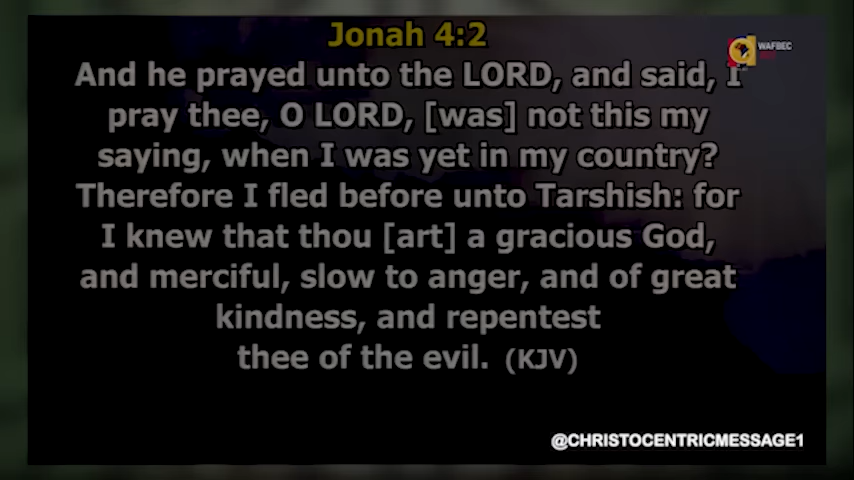 Jonah 4:2
WAFBEC
And he prayed unto the LORD, and said, I
pray thee, O LORD, [was] not this my
saying, when I was yet in my country?
Therefore I fled before unto Tarshish: for
I knew that thou [art] a gracious God,
and merciful, slow to anger, and of great
kindness, and repentest
thee of the evil. (KJV)
@CHRISTOCENTRICMESSAGE1